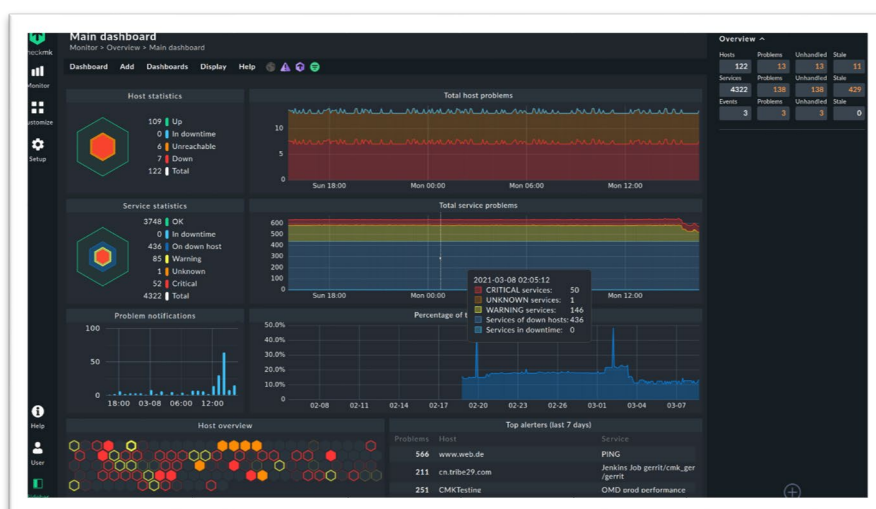 Main dashboard
Monitor > Overview > Main dashboard
Dashboard Add Dashboards Display Help
Monitor
Setup
Help
User
Host statistics
109 Up
0 In downtime
6 Unreachable
7 Down
122 Total
Total host problems
10
5
0
Sun 18:00 Mon 00:00 Mon 06:00 Mon 12:00
Service statistics
3748 OK
0 In downtime
436 On down host
85 Warning
1 Unknown
52 Critical
4322 Total
Total service problems
600
500
400
300
200
100
0
Sun 18:00 Mon 00:00 Mon 12:00
2021-03-08 02:05:12
CRITICAL services: 50
UNKNOWN services: 1
WARNING services: 146
Services of down hosts: 436
Services in downtime: 0
Problem notifications
100
50
0
18:00 03-08 06:00 12:00
Percentage of
50.0%
40.0%
30.0%
20.0%
10.0%
0
02-08 02-11 02-14 02-17 02-20 02-23 02-26 03-01 03-04 03-07
Host overview
Top alerters (last 7 days)
Problems Host Service
566 www.web.de PING
211 cn.tribe29.com Jenkins Job gerrit/cmk_ger
/gerrit
251 CMKTesting OMD prod performance
Overview
Hosts Problems Unhandled Stale
122 13 13 11
Services Problems Unhandled Stale
4322 138 138 429
Events Problems Unhandled Stale
3 3 3 0